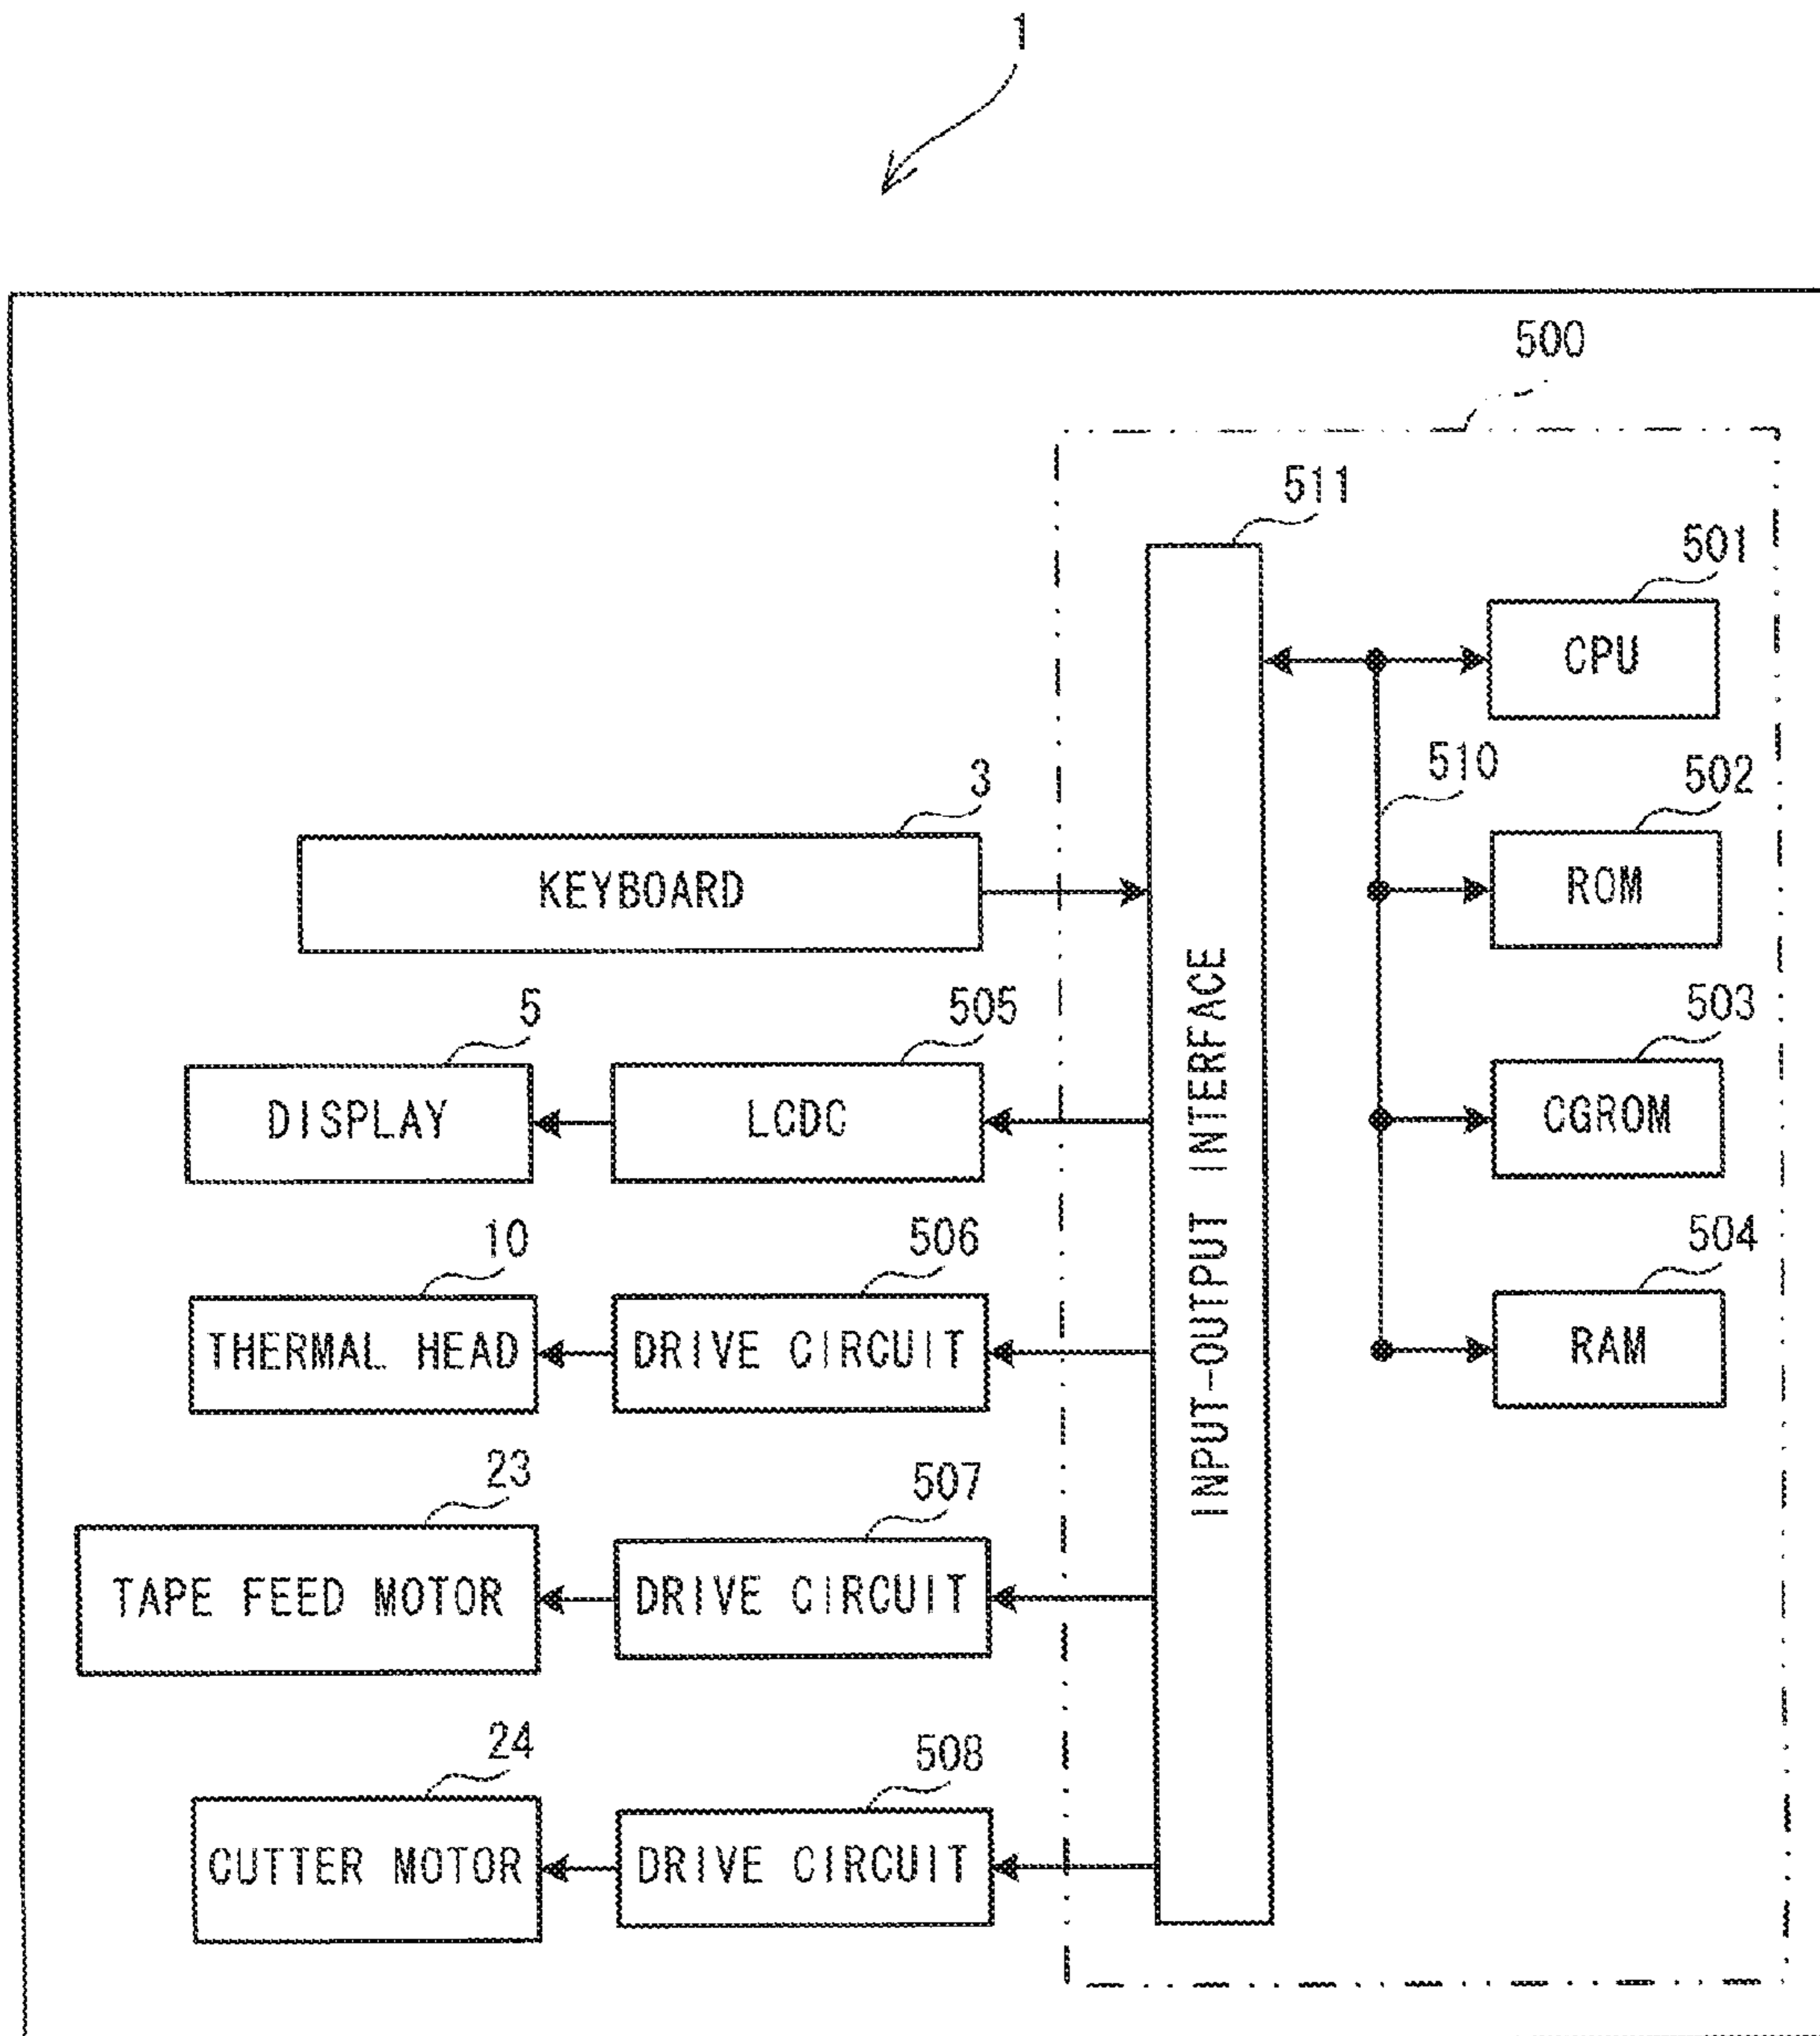 1
500
511
501
CPU
510
502
3
KEYBOARD
ROM
INPUT-OUTPUT INTERFACE
503
5
505
DISPLAY
LCDC
CGROM
10
506
504
THERMAL HEAD
DRIVE CIRCUIT
RAM
23
507
TAPE FEED MOTOR
DRIVE CIRCUIT
24
508
CUTTER MOTOR
DRIVE CIRCUIT